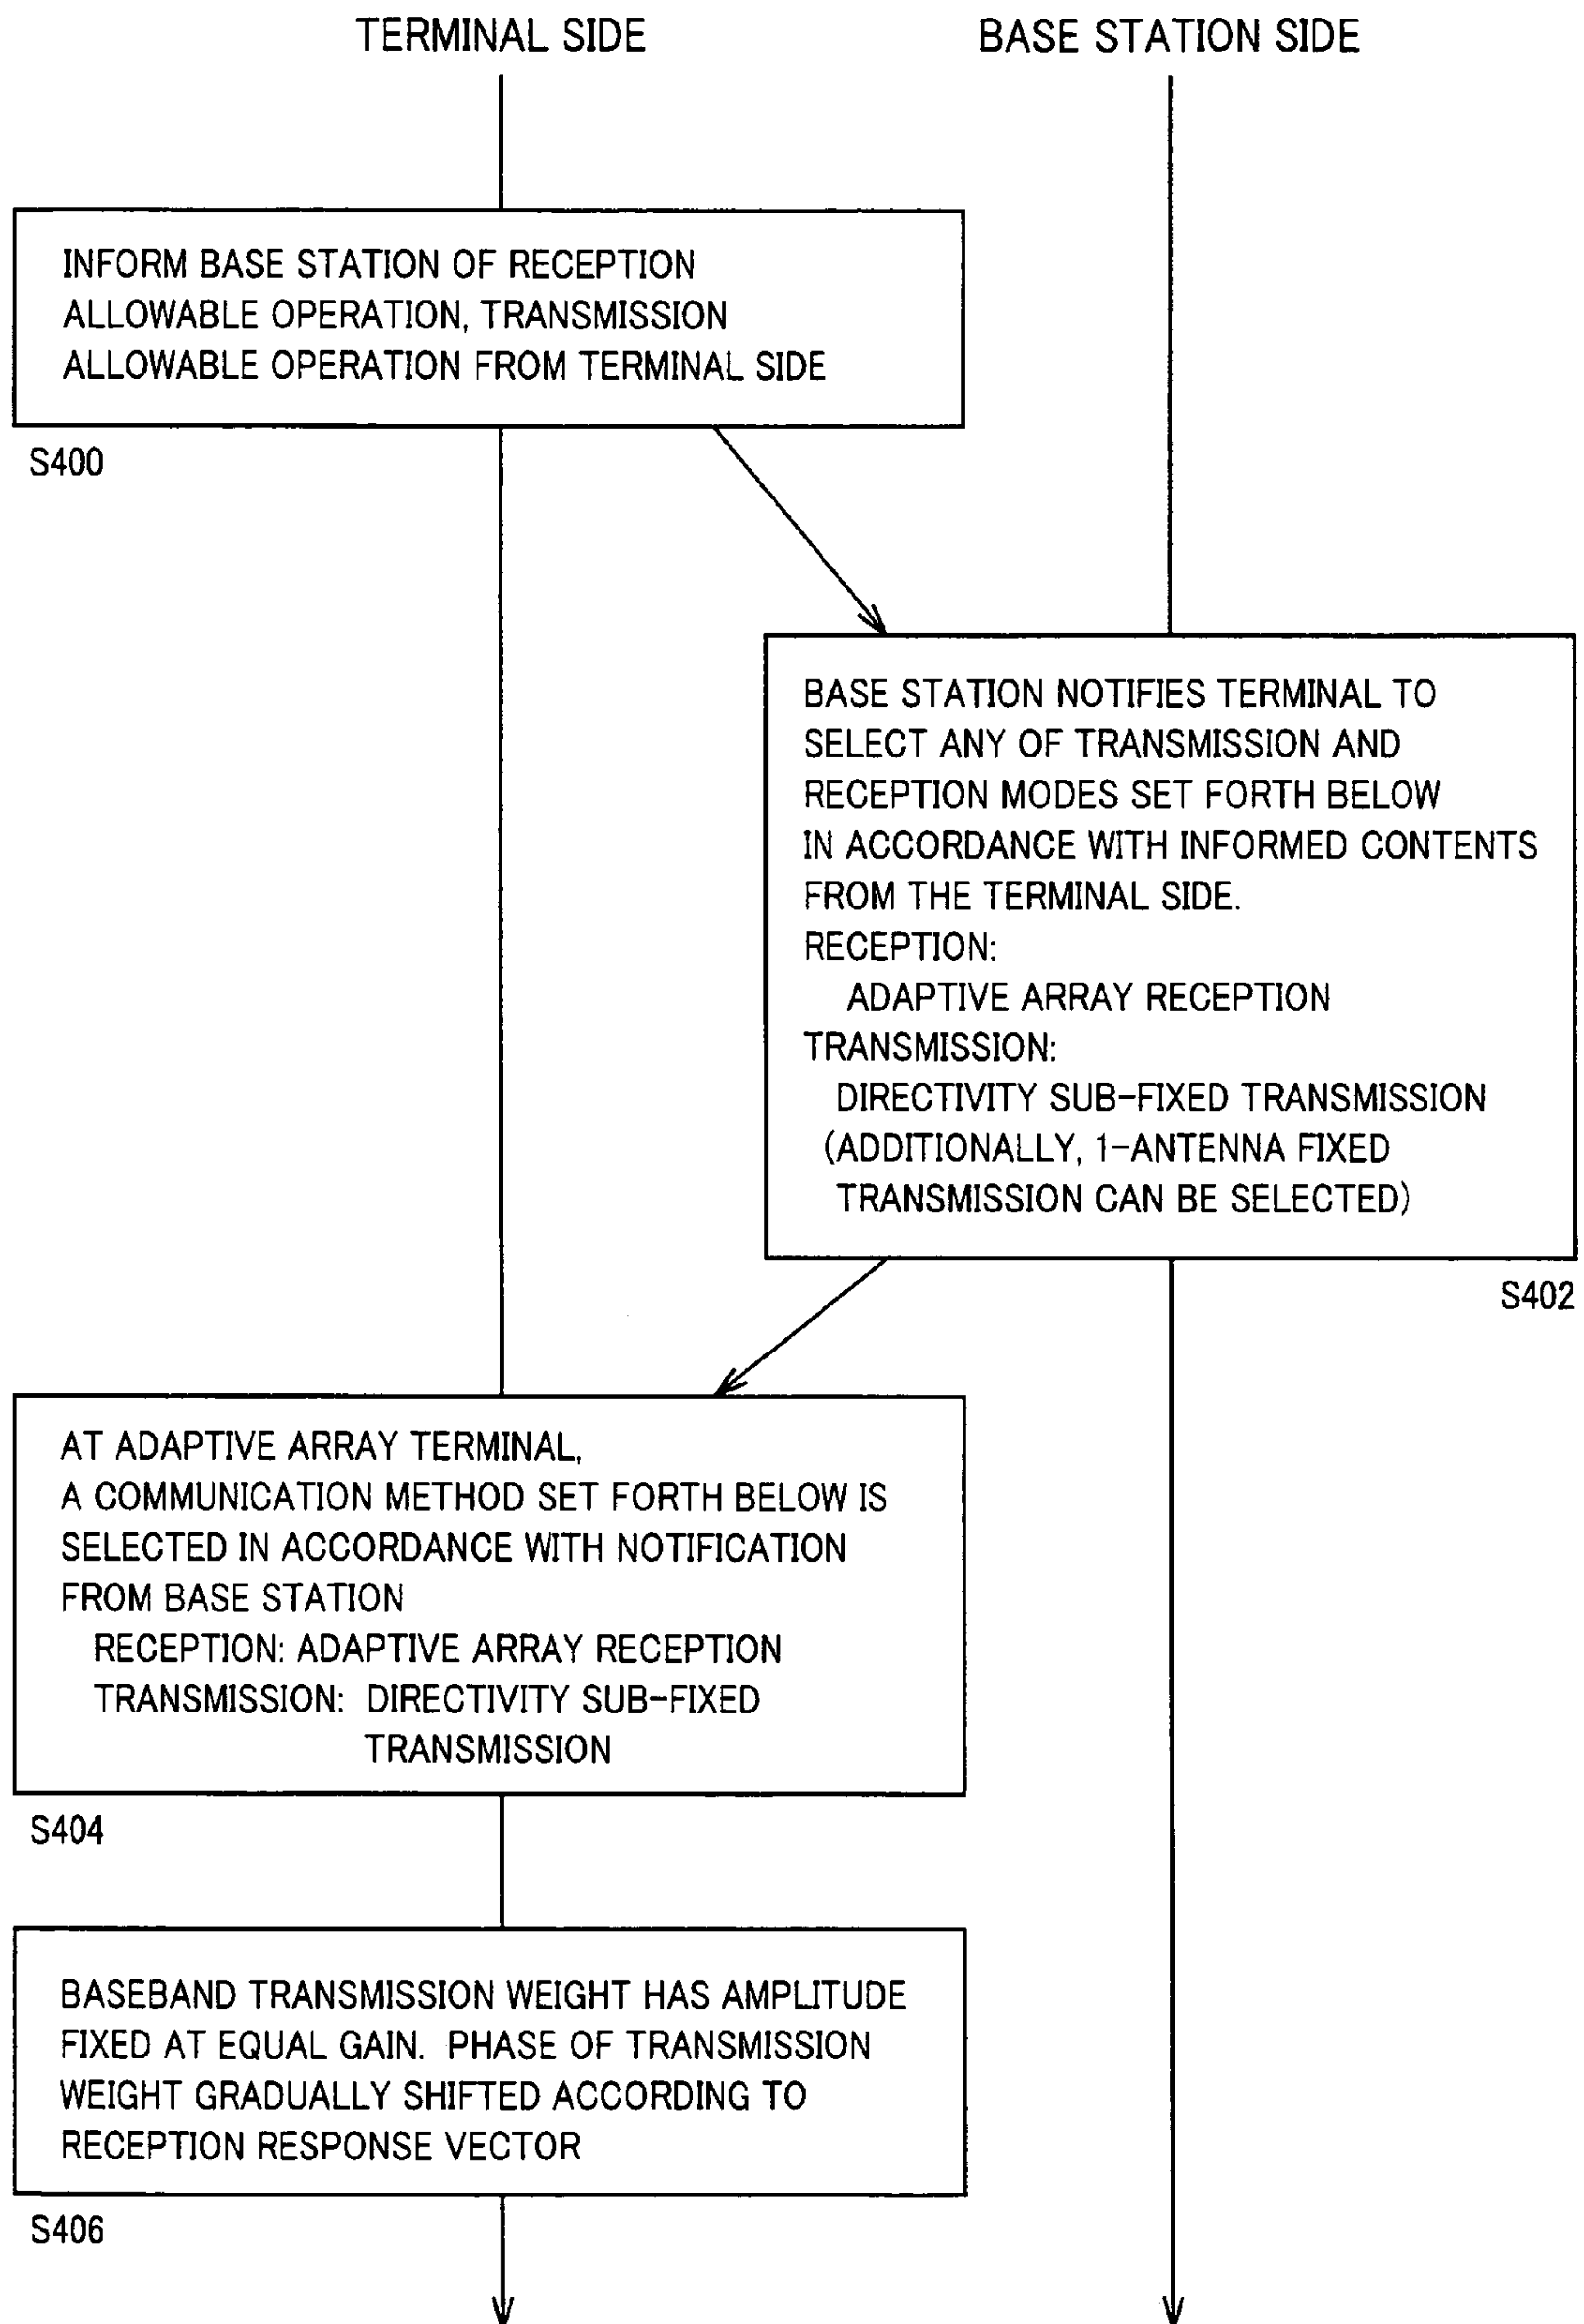 TERMINAL SIDE
BASE STATION SIDE
INFORM BASE STATION OF RECEPTION
ALLOWABLE OPERATION, TRANSMISSION
ALLOWABLE OPERATION FROM TERMINAL SIDE
S400
BASE STATION NOTIFIES TERMINAL TO
SELECT ANY OF TRANSMISSION AND
RECEPTION MODES SET FORTH BELOW
IN ACCORDANCE WITH INFORMED CONTENTS
FROM THE TERMINAL SIDE.
RECEPTION:
ADAPTIVE ARRAY RECEPTION
TRANSMISSION:
DIRECTIVITY SUB-FIXED TRANSMISSION
(ADDITIONALLY, 1-ANTENNA FIXED
TRANSMISSION CAN BE SELECTED)
S402
AT ADAPTIVE ARRAY TERMINAL,
A COMMUNICATION METHOD SET FORTH BELOW IS
SELECTED IN ACCORDANCE WITH NOTIFICATION
FROM BASE STATION
RECEPTION: ADAPTIVE ARRAY RECEPTION
TRANSMISSION: DIRECTIVITY SUB-FIXED
TRANSMISSION
S404
BASEBAND TRANSMISSION WEIGHT HAS AMPLITUDE
FIXED AT EQUAL GAIN. PHASE OF TRANSMISSION
WEIGHT GRADUALLY SHIFTED ACCORDING TO
RECEPTION RESPONSE VECTOR
S406